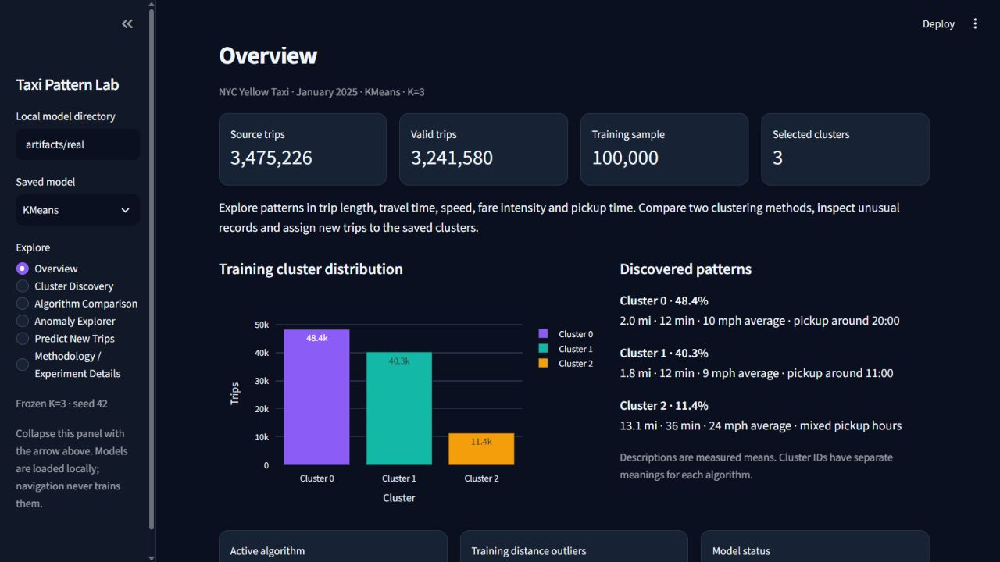 Deploy
Taxi Pattern Lab
Local model directory
artifacts/real
Saved model
KMeans
Explore
Overview
Cluster Discovery
Algorithm Comparison
Anomaly Explorer
Predict New Trips
Methodology /
Experiment Details
Frozen K=3 · seed 42
Collapse this panel with
the arrow above. Models
are loaded locally;
navigation never trains
them.
Overview
NYC Yellow Taxi · January 2025 · KMeans · K=3
Source trips
3,475,226
Valid trips
3,241,580
Training sample
100,000
Selected clusters
3
Explore patterns in trip length, travel time, speed, fare intensity and pickup time. Compare two clustering methods, inspect unusual
records and assign new trips to the saved clusters.
Training cluster distribution
50k
40k
30k
20k
10k
0
Trips
48.4k
40.3k
11.4k
Cluster 0
Cluster 1
Cluster 2
Cluster
Cluster 0
Cluster 1
Cluster 2
Discovered patterns
Cluster 0 · 48.4%
2.0 mi · 12 min · 10 mph average · pickup around 20:00
Cluster 1 · 40.3%
1.8 mi · 12 min · 9 mph average · pickup around 11:00
Cluster 2 · 11.4%
13.1 mi · 36 min · 24 mph average · mixed pickup hours
Descriptions are measured means. Cluster IDs have separate
meanings for each algorithm.
Active algorithm
Training distance outliers
Model status